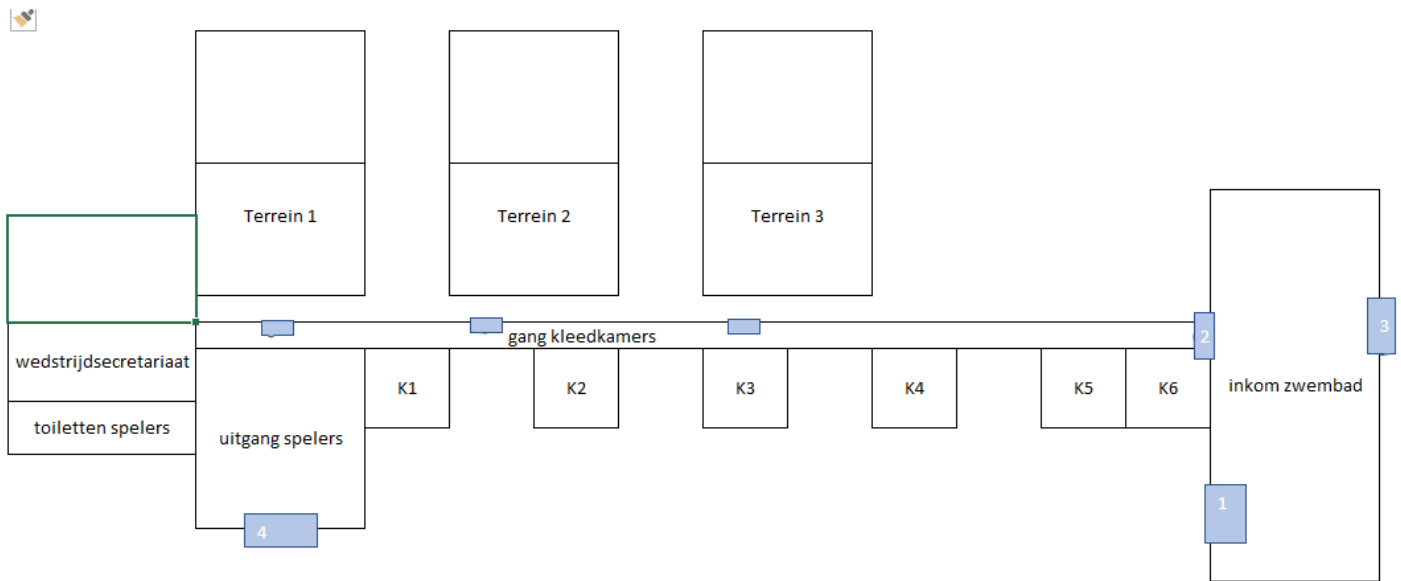 Terrein 1
Terrein 2
Terrein 3
gang kleedkamers
2
3
wedstrijdsecretariaat
K1
K2
K3
K4
K5
K6
inkom zwembad
toiletten spelers
uitgang spelers
1
4